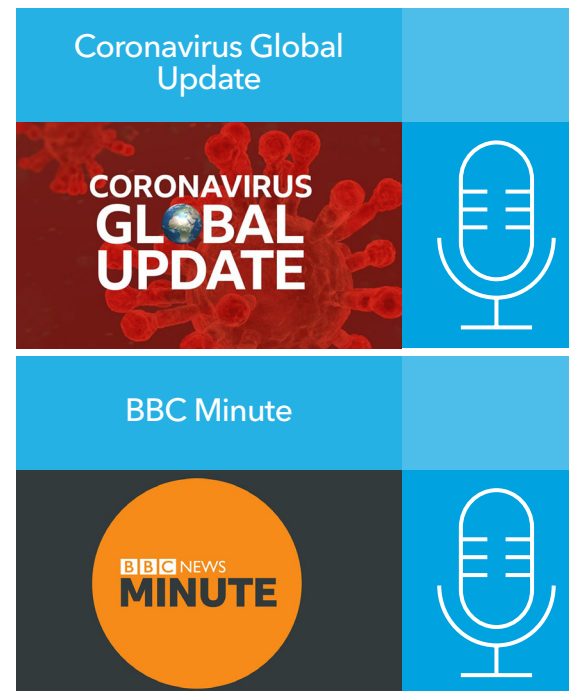 Coronavirus Global
Update
CORONAVIRUS
GLOBAL
UPDATE
BBC Minute
BBC NEWS
MINUTE